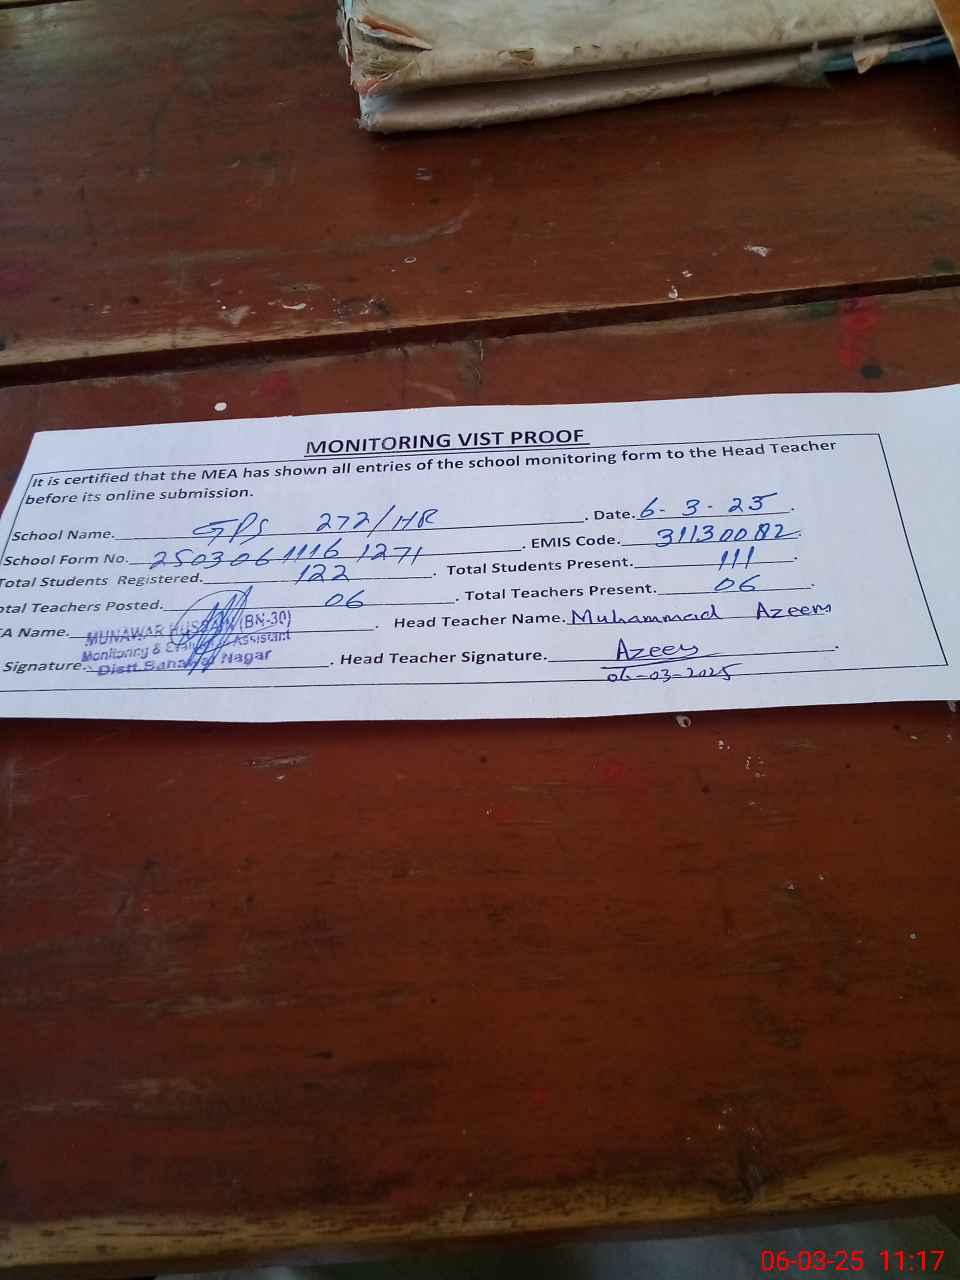 MONITORING VIST PROOF
It is certified that the MEA has shown all entries of the school monitoring form to the Head Teacher
before its online submission.
School Name. GPS 272/HR . Date. 6-3-25 .
School Form No. 250306 1116 1271 . EMIS Code. 31130082 .
Total Students Registered. 122 . Total Students Present. 111 .
otal Teachers Posted. 06 . Total Teachers Present. 06 .
EA Name. MUNAWAR HUSSAIN (BN-30) . Head Teacher Name. Muhammad Azeem
Monitoring & Evaluation Assistant
Signature. Distt Bahawal Nagar . Head Teacher Signature. Azeem .
06-03-2025
06-03-25 11:17